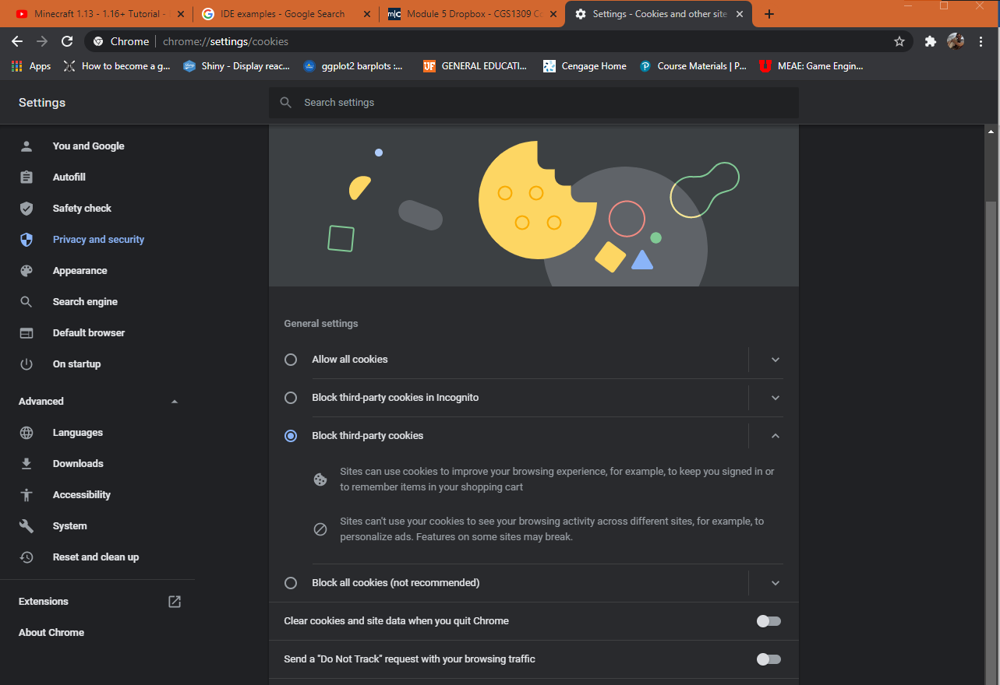 Minecraft 1.13 - 1.16+ Tutorial -
IDE examples - Google Search
m|c Module 5 Dropbox - CGS1309 Co
Settings - Cookies and other site
Chrome chrome://settings/cookies
Apps
How to become a g...
Shiny - Display reac...
ggplot2 barplots :...
UF GENERAL EDUCATI...
Cengage Home
P Course Materials | P...
U MEAE: Game Engin...
Settings
Search settings
You and Google
Autofill
Safety check
Privacy and security
Appearance
Search engine
Default browser
On startup
Advanced
Languages
Downloads
Accessibility
System
Reset and clean up
Extensions
About Chrome
General settings
Allow all cookies
Block third-party cookies in Incognito
Block third-party cookies
Sites can use cookies to improve your browsing experience, for example, to keep you signed in or
to remember items in your shopping cart
Sites can't use your cookies to see your browsing activity across different sites, for example, to
personalize ads. Features on some sites may break.
Block all cookies (not recommended)
Clear cookies and site data when you quit Chrome
Send a "Do Not Track" request with your browsing traffic